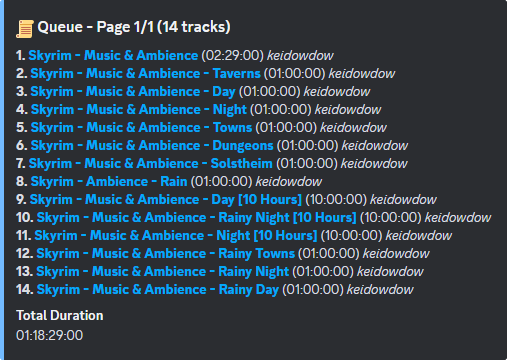 Queue - Page 1/1 (14 tracks)
1. Skyrim - Music & Ambience (02:29:00) keidowdow
2. Skyrim - Music & Ambience - Taverns (01:00:00) keidowdow
3. Skyrim - Music & Ambience - Day (01:00:00) keidowdow
4. Skyrim - Music & Ambience - Night (01:00:00) keidowdow
5. Skyrim - Music & Ambience - Towns (01:00:00) keidowdow
6. Skyrim - Music & Ambience - Dungeons (01:00:00) keidowdow
7. Skyrim - Music & Ambience - Solstheim (01:00:00) keidowdow
8. Skyrim - Ambience - Rain (01:00:00) keidowdow
9. Skyrim - Music & Ambience - Day [10 Hours] (10:00:00) keidowdow
10. Skyrim - Music & Ambience - Rainy Night [10 Hours] (10:00:00) keidowdow
11. Skyrim - Music & Ambience - Night [10 Hours] (10:00:00) keidowdow
12. Skyrim - Music & Ambience - Rainy Towns (01:00:00) keidowdow
13. Skyrim - Music & Ambience - Rainy Night (01:00:00) keidowdow
14. Skyrim - Music & Ambience - Rainy Day (01:00:00) keidowdow
Total Duration
01:18:29:00